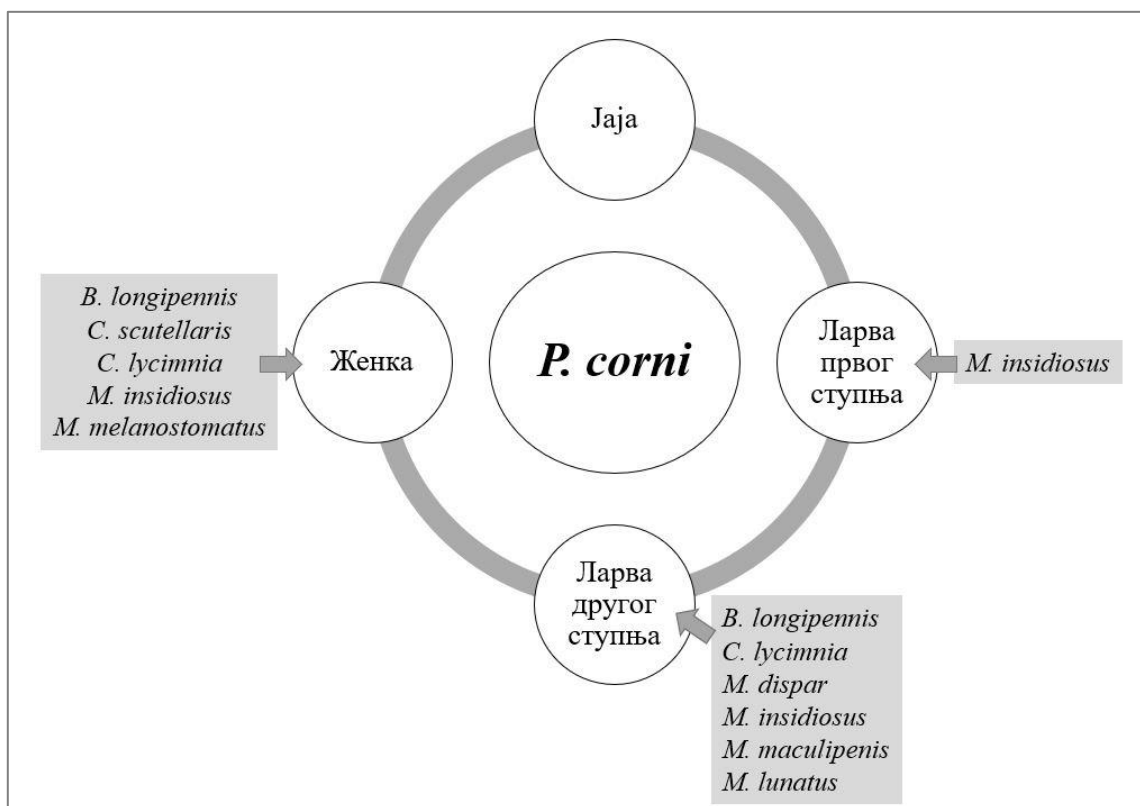 Јаја
B. longipennis
C. scutellaris
C. lycimnia
M. insidiosus
M. melanostomatus
Женка
P. corni
Ларва
првог
ступња
M. insidiosus
Ларва
другог
ступња
B. longipennis
C. lycimnia
M. dispar
M. insidiosus
M. maculipenis
M. lunatus